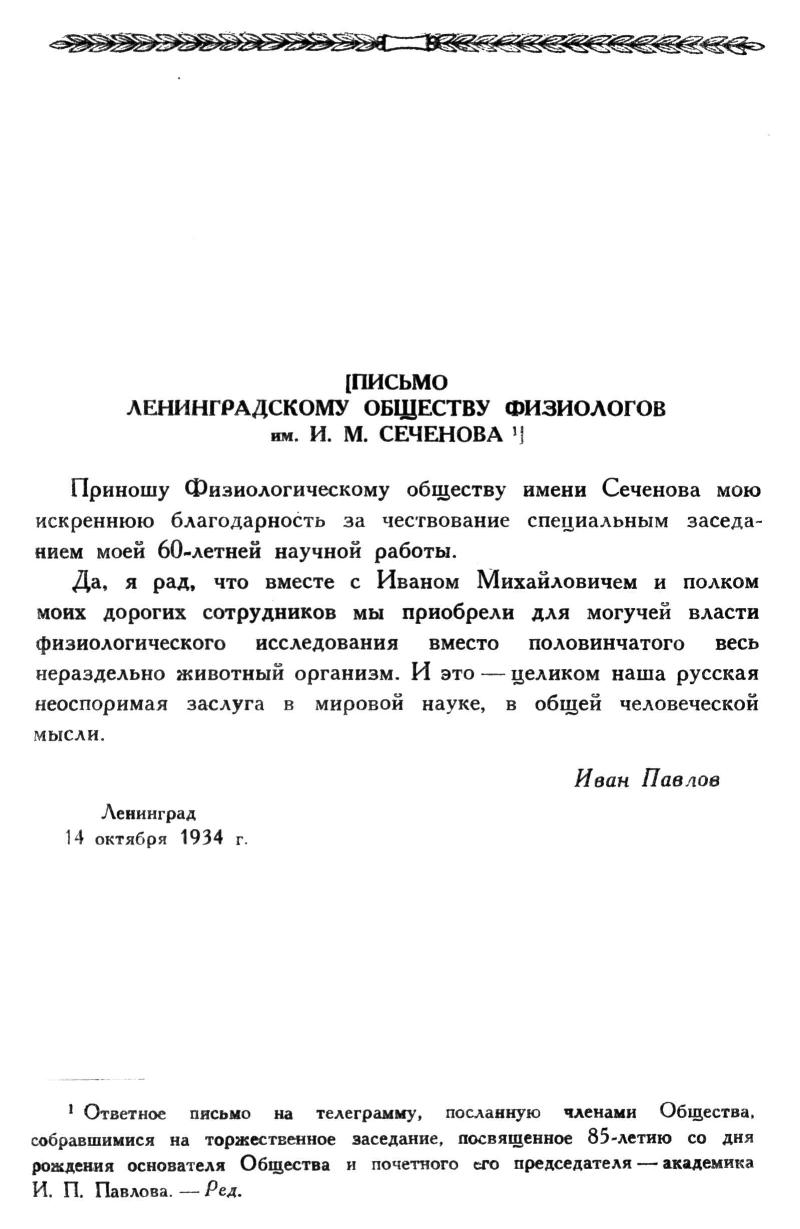 [ПИСЬМО
ЛЕНИНГРАДСКОМУ ОБЩЕСТВУ ФИЗИОЛОГОВ
им. И. М. СЕЧЕНОВА ¹]
Приношу Физиологическому обществу имени Сеченова мою
искреннюю благодарность за чествование специальным заседа-
нием моей 60-летней научной работы.
Да, я рад, что вместе с Иваном Михайловичем и полком
моих дорогих сотрудников мы приобрели для могучей власти
физиологического исследования вместо половинчатого весь
нераздельно животный организм. И это — целиком наша русская
неоспоримая заслуга в мировой науке, в общей человеческой
мысли.
Иван Павлов
Ленинград
14 октября 1934 г.
¹ Ответное письмо на телеграмму, посланную членами Общества,
собравшимися на торжественное заседание, посвященное 85-летию со дня
рождения основателя Общества и почетного его председателя — академика
И. П. Павлова. — Ред.